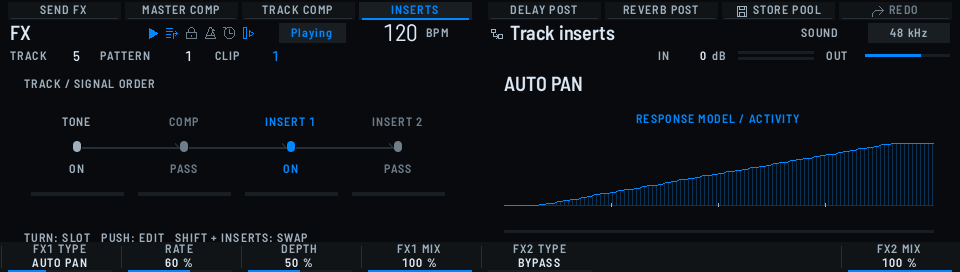 SEND FX MASTER COMP TRACK COMP INSERTS DELAY POST REVERB POST STORE POOL REDO
FX Playing 120 BPM Track inserts SOUND 48 kHz
TRACK 5 PATTERN 1 CLIP 1 IN 0 dB OUT
TRACK / SIGNAL ORDER AUTO PAN
TONE COMP INSERT 1 INSERT 2 RESPONSE MODEL / ACTIVITY
ON PASS ON PASS
TURN: SLOT PUSH: EDIT SHIFT + INSERTS: SWAP
FX1 TYPE RATE DEPTH FX1 MIX FX2 TYPE FX2 MIX
AUTO PAN 60 % 50 % 100 % BYPASS 100 %